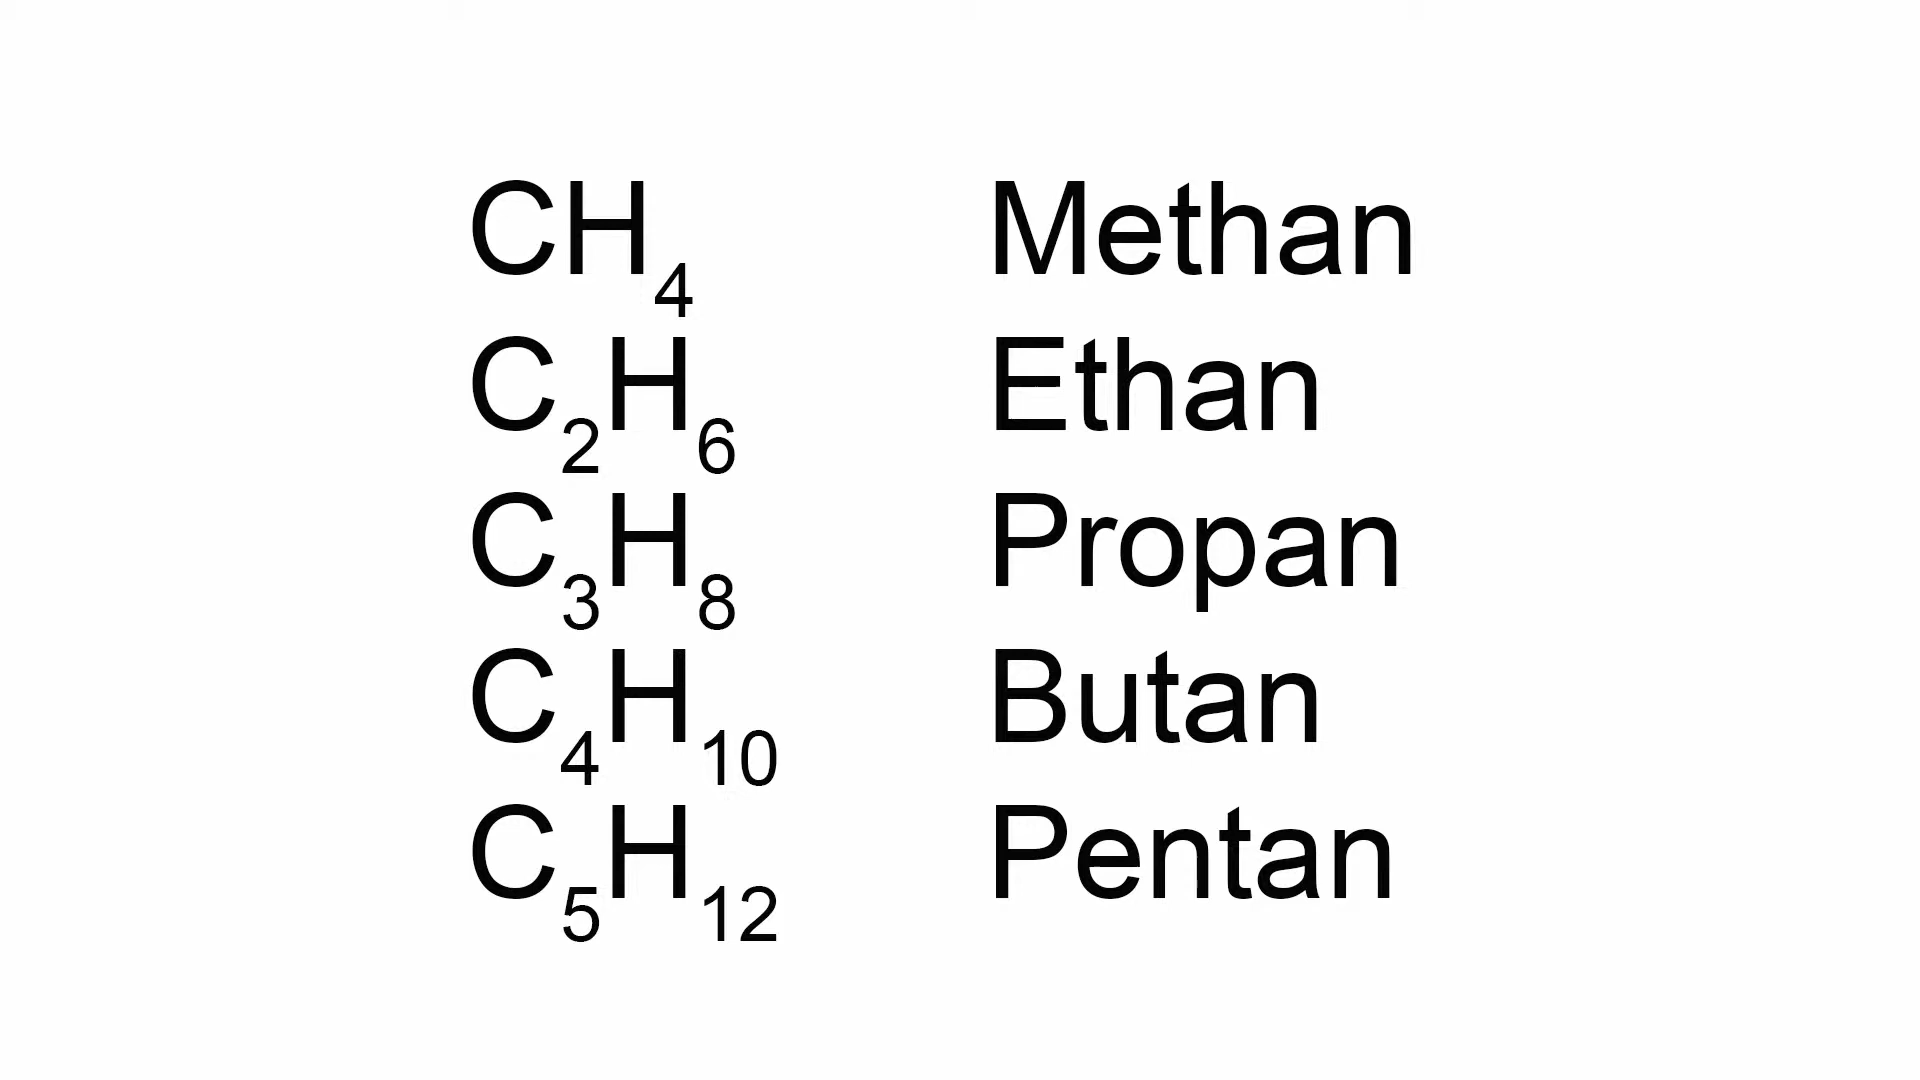 CH₄ Methan
C₂H₆ Ethan
C₃H₈ Propan
C₄H₁₀ Butan
C₅H₁₂ Pentan